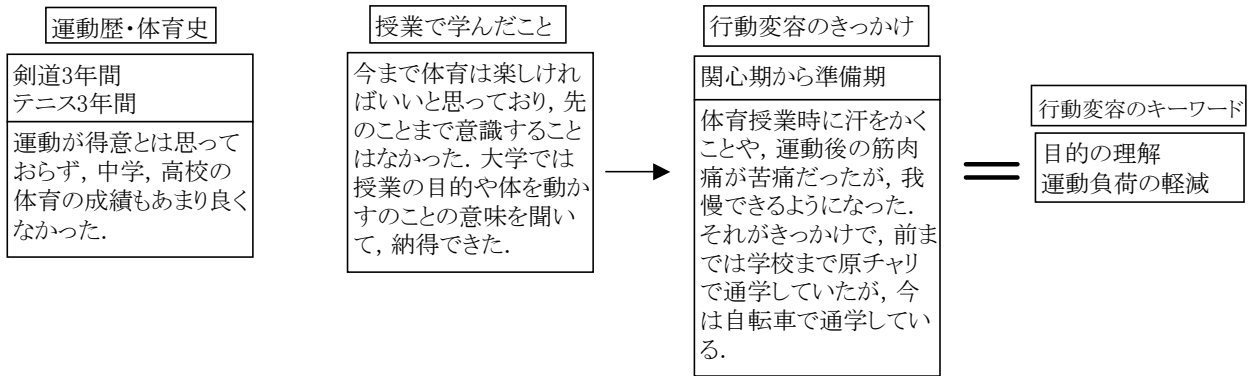 運動歴・体育史
剣道3年間
テニス3年間
運動が得意とは思って
おらず, 中学, 高校の
体育の成績もあまり良く
なかった.
授業で学んだこと
今まで体育は楽しけれ
ばいいと思っており, 先
のことまで意識すること
はなかった. 大学では
授業の目的や体を動か
すのことの意味を聞い
て, 納得できた.
行動変容のきっかけ
関心期から準備期
体育授業時に汗をかく
ことや, 運動後の筋肉
痛が苦痛だったが, 我
慢できるようになった.
それがきっかけで, 前ま
では学校まで原チャリ
で通学していたが, 今
は自転車で通学してい
る.
行動変容のキーワード
目的の理解
運動負荷の軽減